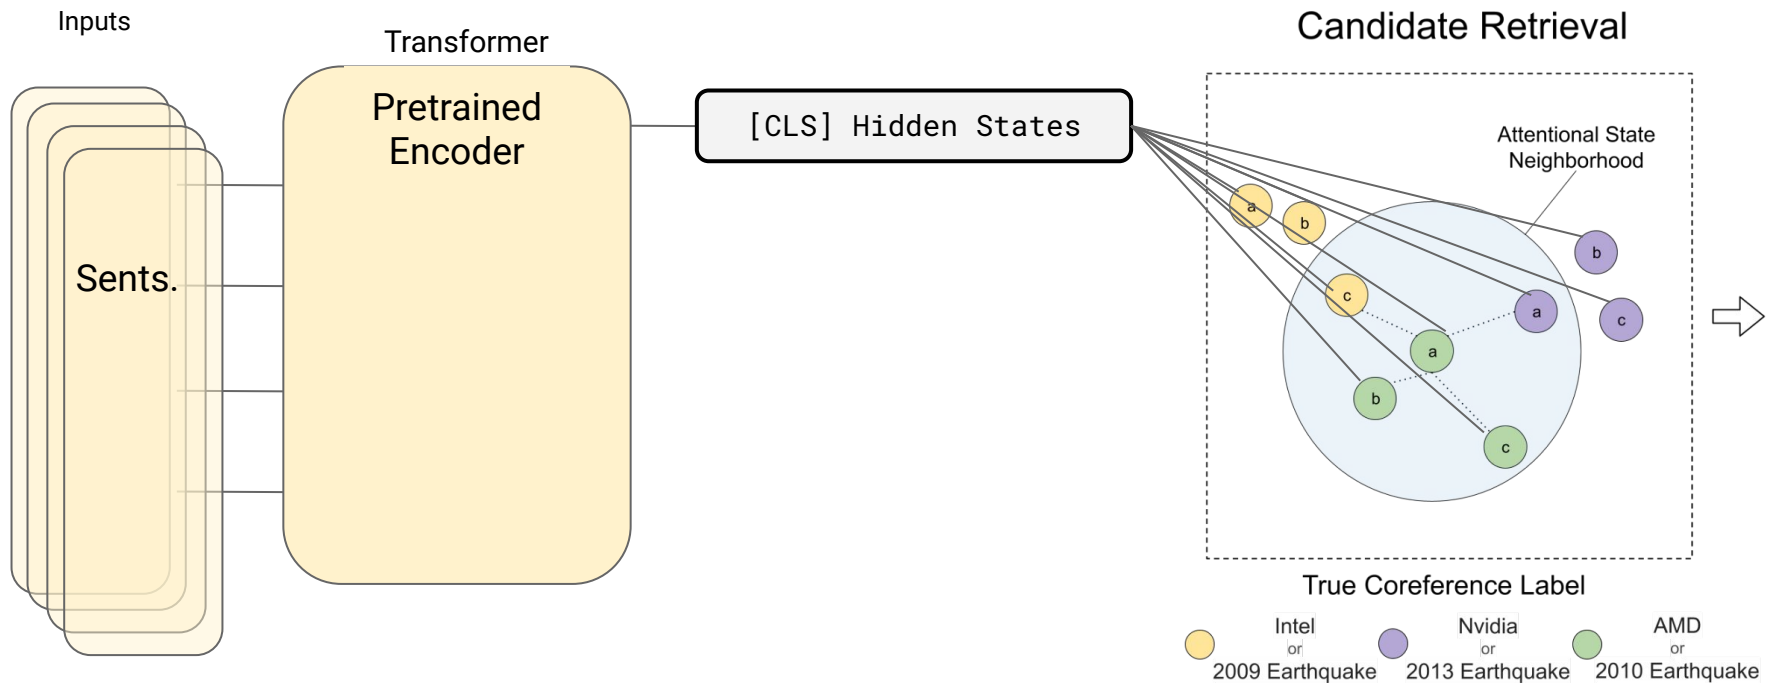 Inputs
Transformer
Pretrained
Encoder
Sents.
[CLS] Hidden States
Candidate Retrieval
Attentional State
Neighborhood
a
b
c
b
a
c
a
b
c
True Coreference Label
Intel
or
2009 Earthquake
Nvidia
or
2013 Earthquake
AMD
or
2010 Earthquake